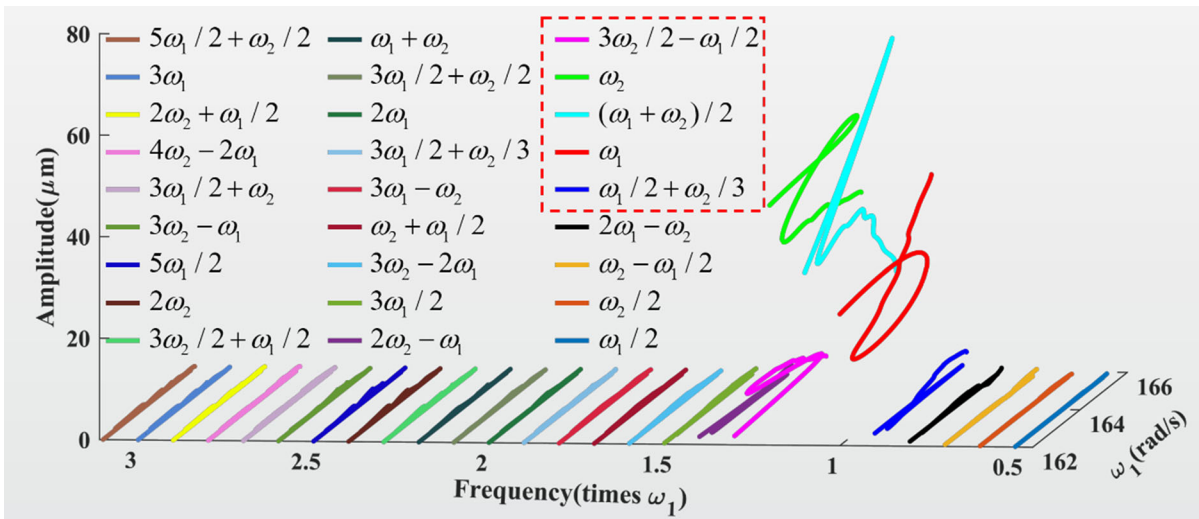 80
60
40
20
0
Amplitude(μm)
5ω₁/2+ω₂/2
3ω₁
2ω₂+ω₁/2
4ω₂−2ω₁
3ω₁/2+ω₂
3ω₂−ω₁
5ω₁/2
2ω₂
3ω₂/2+ω₁/2
ω₁+ω₂
3ω₁/2+ω₂/2
2ω₁
3ω₁/2+ω₂/3
3ω₁−ω₂
ω₂+ω₁/2
3ω₂−2ω₁
3ω₁/2
2ω₂−ω₁
3ω₂/2−ω₁/2
ω₂
(ω₁+ω₂)/2
ω₁
ω₁/2+ω₂/3
2ω₁−ω₂
ω₂−ω₁/2
ω₂/2
ω₁/2
3 2.5 2 1.5 1 0.5
Frequency(times ω₁)
162 164 166
ω₁(rad/s)